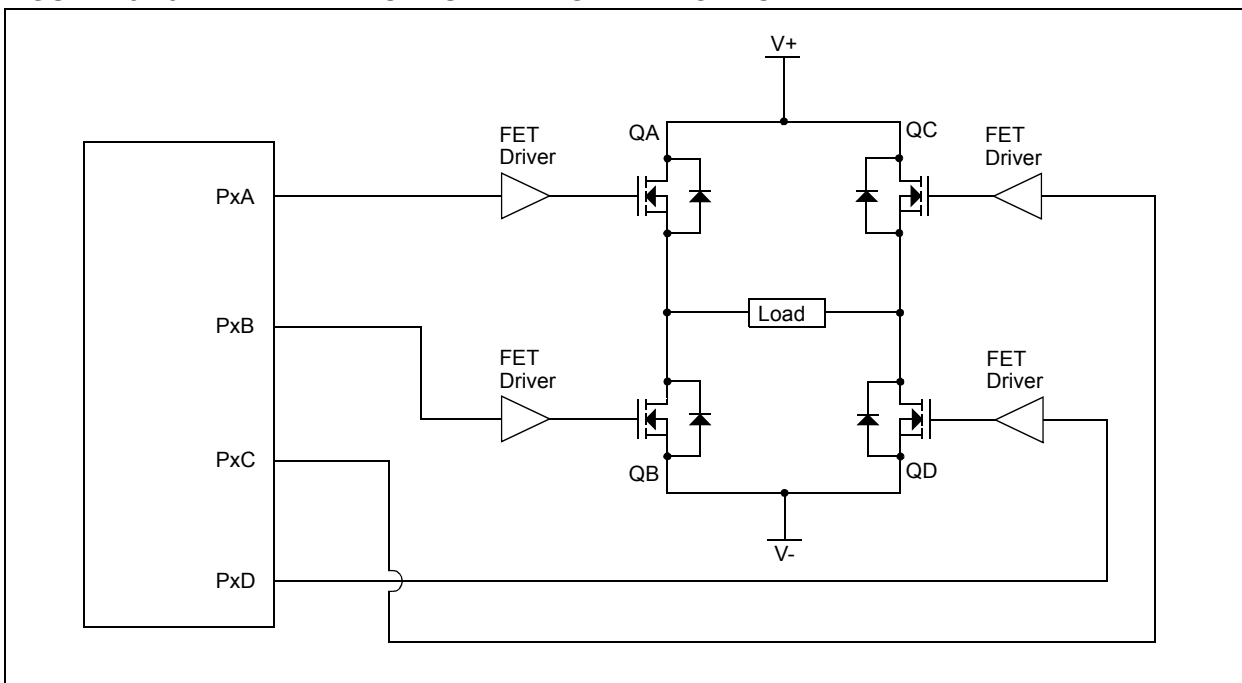 V+
QA
QC
FET
Driver
FET
Driver
PxA
PxB
Load
FET
Driver
FET
Driver
PxC
QB
QD
V-
PxD